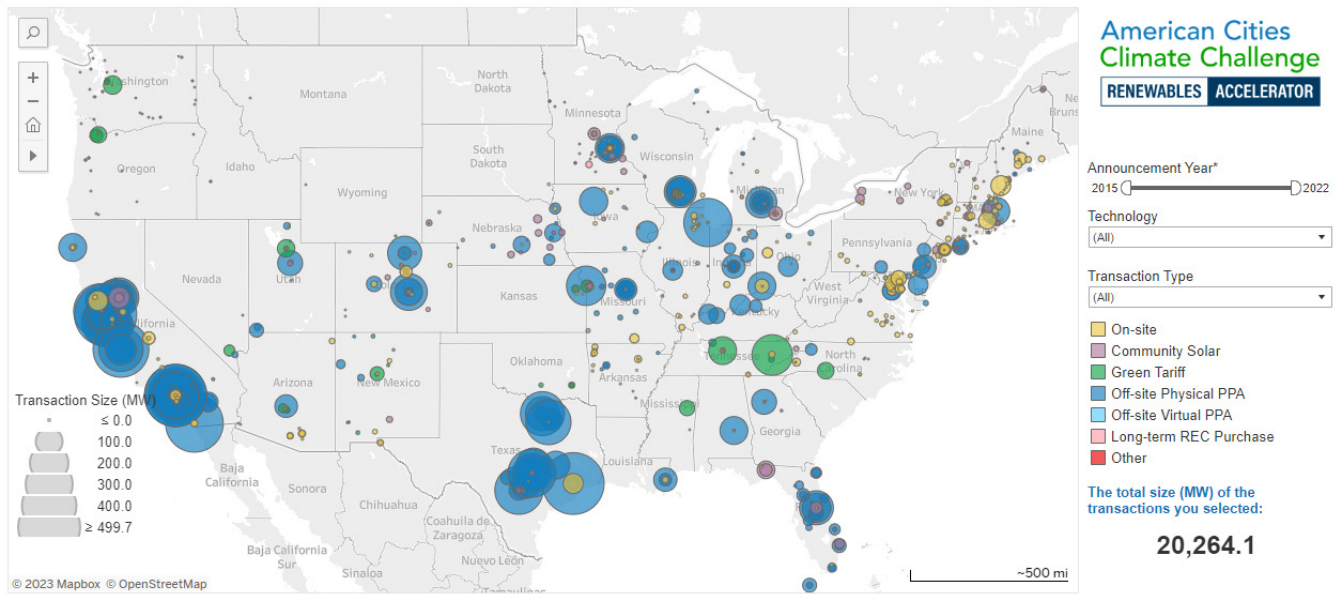 American Cities
Climate Challenge
RENEWABLES ACCELERATOR
Announcement Year*
2015
2022
Technology
(All)
Transaction Type
(All)
On-site
Community Solar
Green Tariff
Off-site Physical PPA
Off-site Virtual PPA
Long-term REC Purchase
Other
The total size (MW) of the
transactions you selected:
20,264.1
Washington
Montana
North
Dakota
Minnesota
Maine
Oregon
Idaho
South
Dakota
Wisconsin
Michigan
New York
Wyoming
Iowa
Nebraska
Pennsylvania
Nevada
Utah
Illinois
Ohio
Kansas
Missouri
West
Virginia
Kentucky
California
Oklahoma
Tennessee
North
Carolina
Arizona
New Mexico
Arkansas
Mississippi
Georgia
Texas
Louisiana
Baja
California
Sonora
Chihuahua
Coahuila de
Zaragoza
Baja California
Sur
Sinaloa
Nuevo León
Tamaulipas
Transaction Size (MW)
≤ 0.0
100.0
200.0
300.0
400.0
≥ 499.7
© 2023 Mapbox © OpenStreetMap
~500 mi